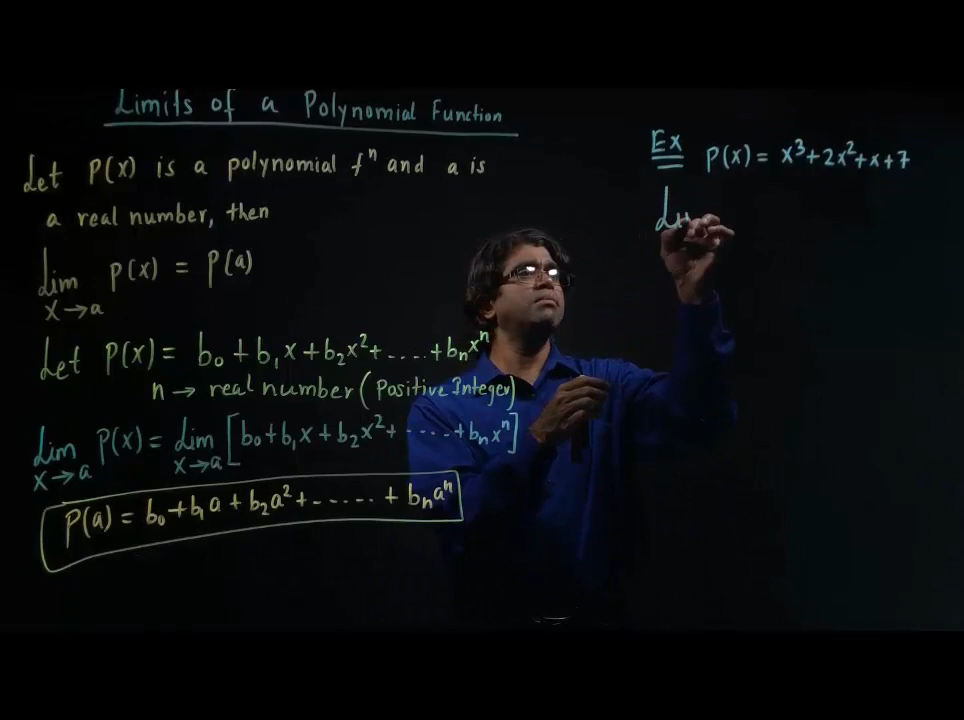 Limits of a Polynomial Function
Let P(x) is a polynomial fⁿ and a is
a real number, then
Lim P(x) = P(a)
x→a
Let P(x) = b₀ + b₁x + b₂x² + .... + bₙxⁿ
n → real number (Positive Integer)
Lim P(x) = Lim [b₀+b₁x+b₂x²+ ..... +bₙxⁿ]
x→a x→a
P(a) = b₀+b₁a + b₂a² + ..... + bₙaⁿ
Ex P(x) = x³+2x²+x+7